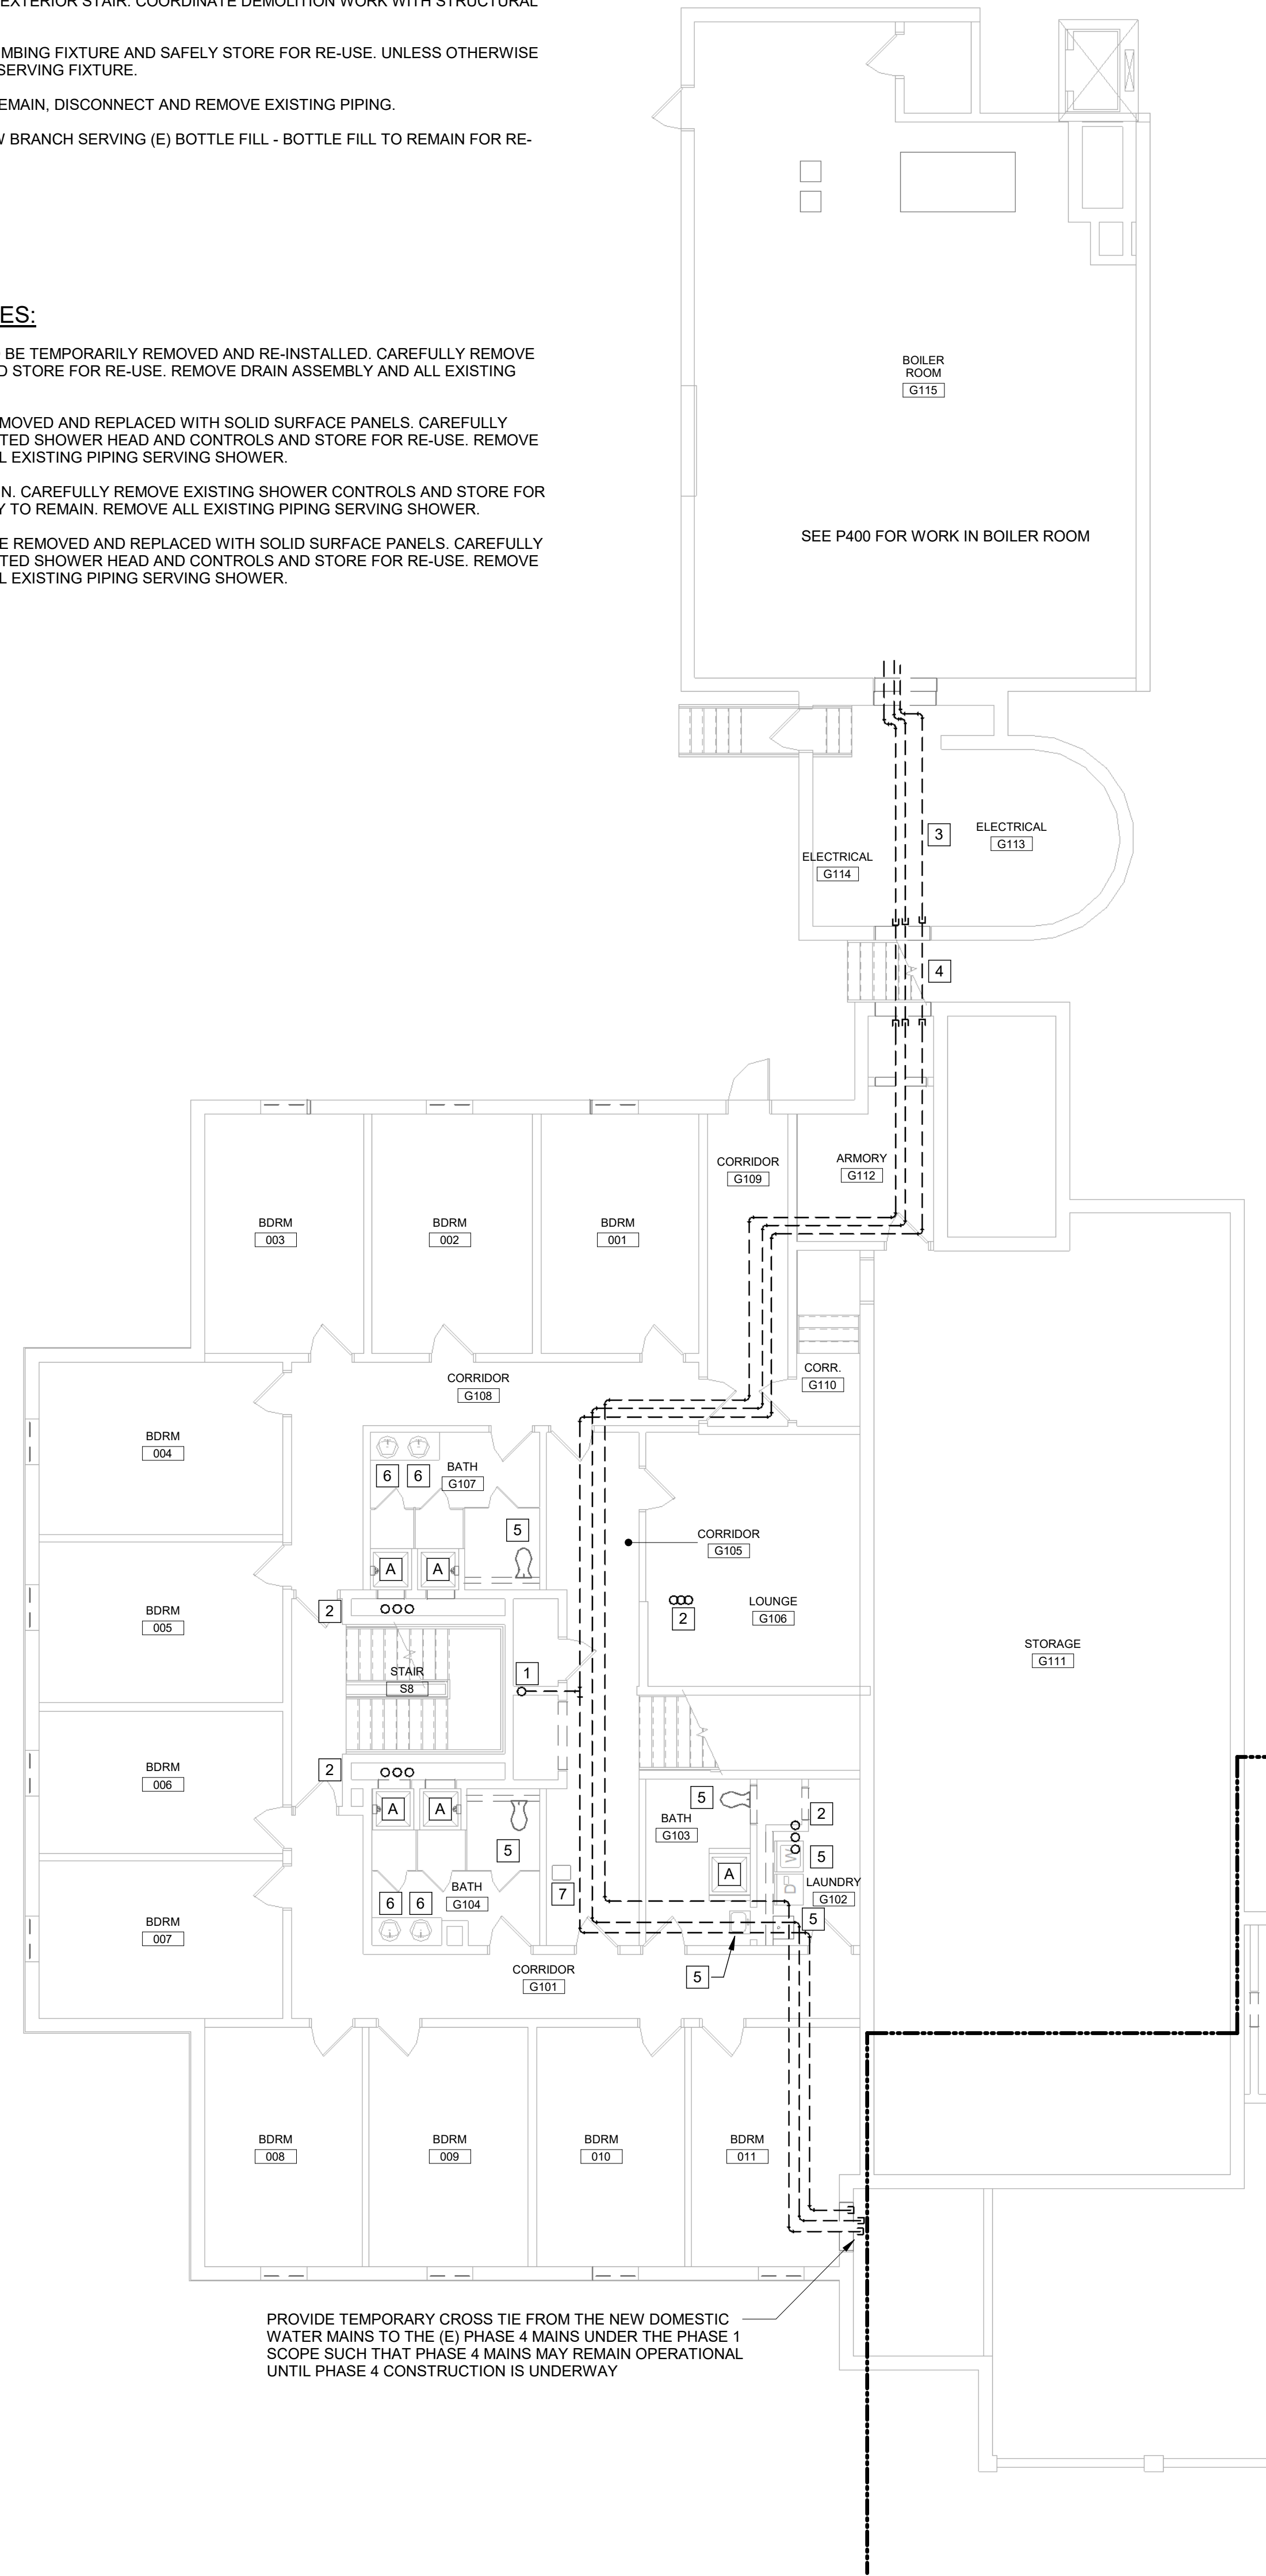 EXTERIOR STAIR. COORDINATE DEMOLITION WORK WITH STRUCTURAL
MBING FIXTURE AND SAFELY STORE FOR RE-USE. UNLESS OTHERWISE
SERVING FIXTURE.
EMAIN, DISCONNECT AND REMOVE EXISTING PIPING.
W BRANCH SERVING (E) BOTTLE FILL - BOTTLE FILL TO REMAIN FOR RE-
ES:
BE TEMPORARILY REMOVED AND RE-INSTALLED. CAREFULLY REMOVE
D STORE FOR RE-USE. REMOVE DRAIN ASSEMBLY AND ALL EXISTING
MOVED AND REPLACED WITH SOLID SURFACE PANELS. CAREFULLY
TED SHOWER HEAD AND CONTROLS AND STORE FOR RE-USE. REMOVE
L EXISTING PIPING SERVING SHOWER.
N. CAREFULLY REMOVE EXISTING SHOWER CONTROLS AND STORE FOR
Y TO REMAIN. REMOVE ALL EXISTING PIPING SERVING SHOWER.
E REMOVED AND REPLACED WITH SOLID SURFACE PANELS. CAREFULLY
TED SHOWER HEAD AND CONTROLS AND STORE FOR RE-USE. REMOVE
L EXISTING PIPING SERVING SHOWER.
BOILER
ROOM
G115
SEE P400 FOR WORK IN BOILER ROOM
3
ELECTRICAL
G113
ELECTRICAL
G114
4
CORRIDOR
G109
ARMORY
G112
BDRM
003
BDRM
002
BDRM
001
CORRIDOR
G108
CORR.
G110
BDRM
004
6
6
BATH
G107
5
A
A
CORRIDOR
G105
BDRM
005
2
2
LOUNGE
G106
STORAGE
G111
STAIR
S8
1
BDRM
006
2
A
A
5
5
BATH
G103
2
W
5
A
D
LAUNDRY
G102
BATH
G104
7
6
6
5
BDRM
007
CORRIDOR
G101
5
BDRM
008
BDRM
009
BDRM
010
BDRM
011
PROVIDE TEMPORARY CROSS TIE FROM THE NEW DOMESTIC
WATER MAINS TO THE (E) PHASE 4 MAINS UNDER THE PHASE 1
SCOPE SUCH THAT PHASE 4 MAINS MAY REMAIN OPERATIONAL
UNTIL PHASE 4 CONSTRUCTION IS UNDERWAY